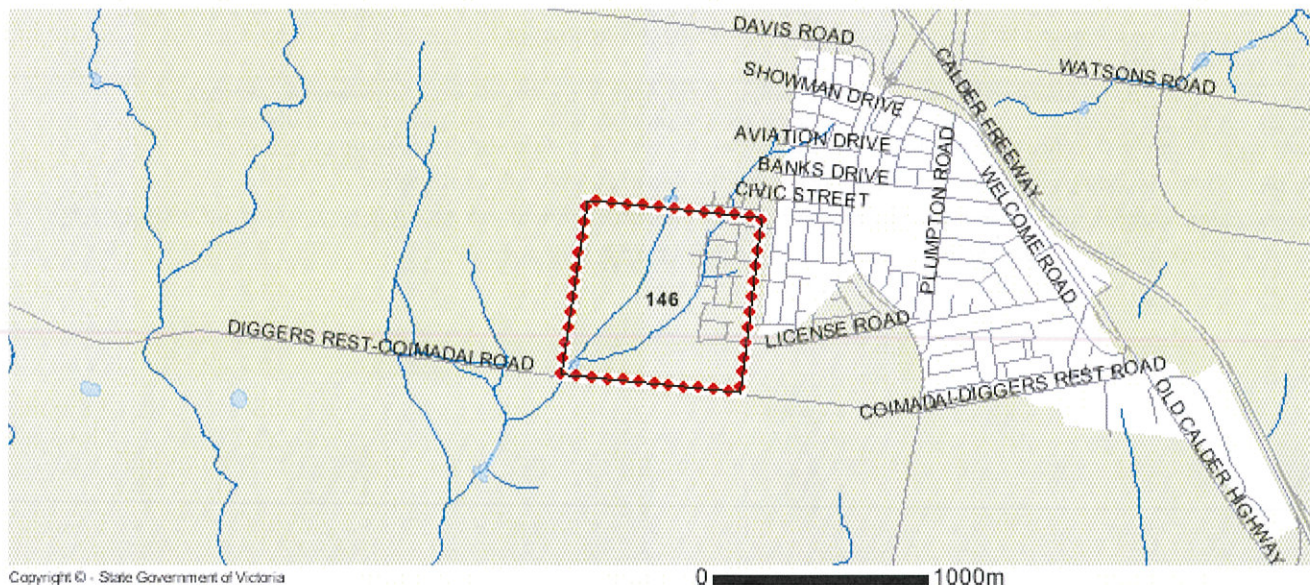 DAVIS ROAD
SHOWMAN DRIVE
WATSONS ROAD
CALDER FREEWAY
AVIATION DRIVE
BANKS DRIVE
CIVIC STREET
PLUMPTON ROAD
WELCOME ROAD
146
DIGGERS REST-COIMADAI ROAD
LICENSE ROAD
COIMADAI-DIGGERS REST ROAD
OLD CALDER HIGHWAY
Copyright © - State Government of Victoria
0 1000m